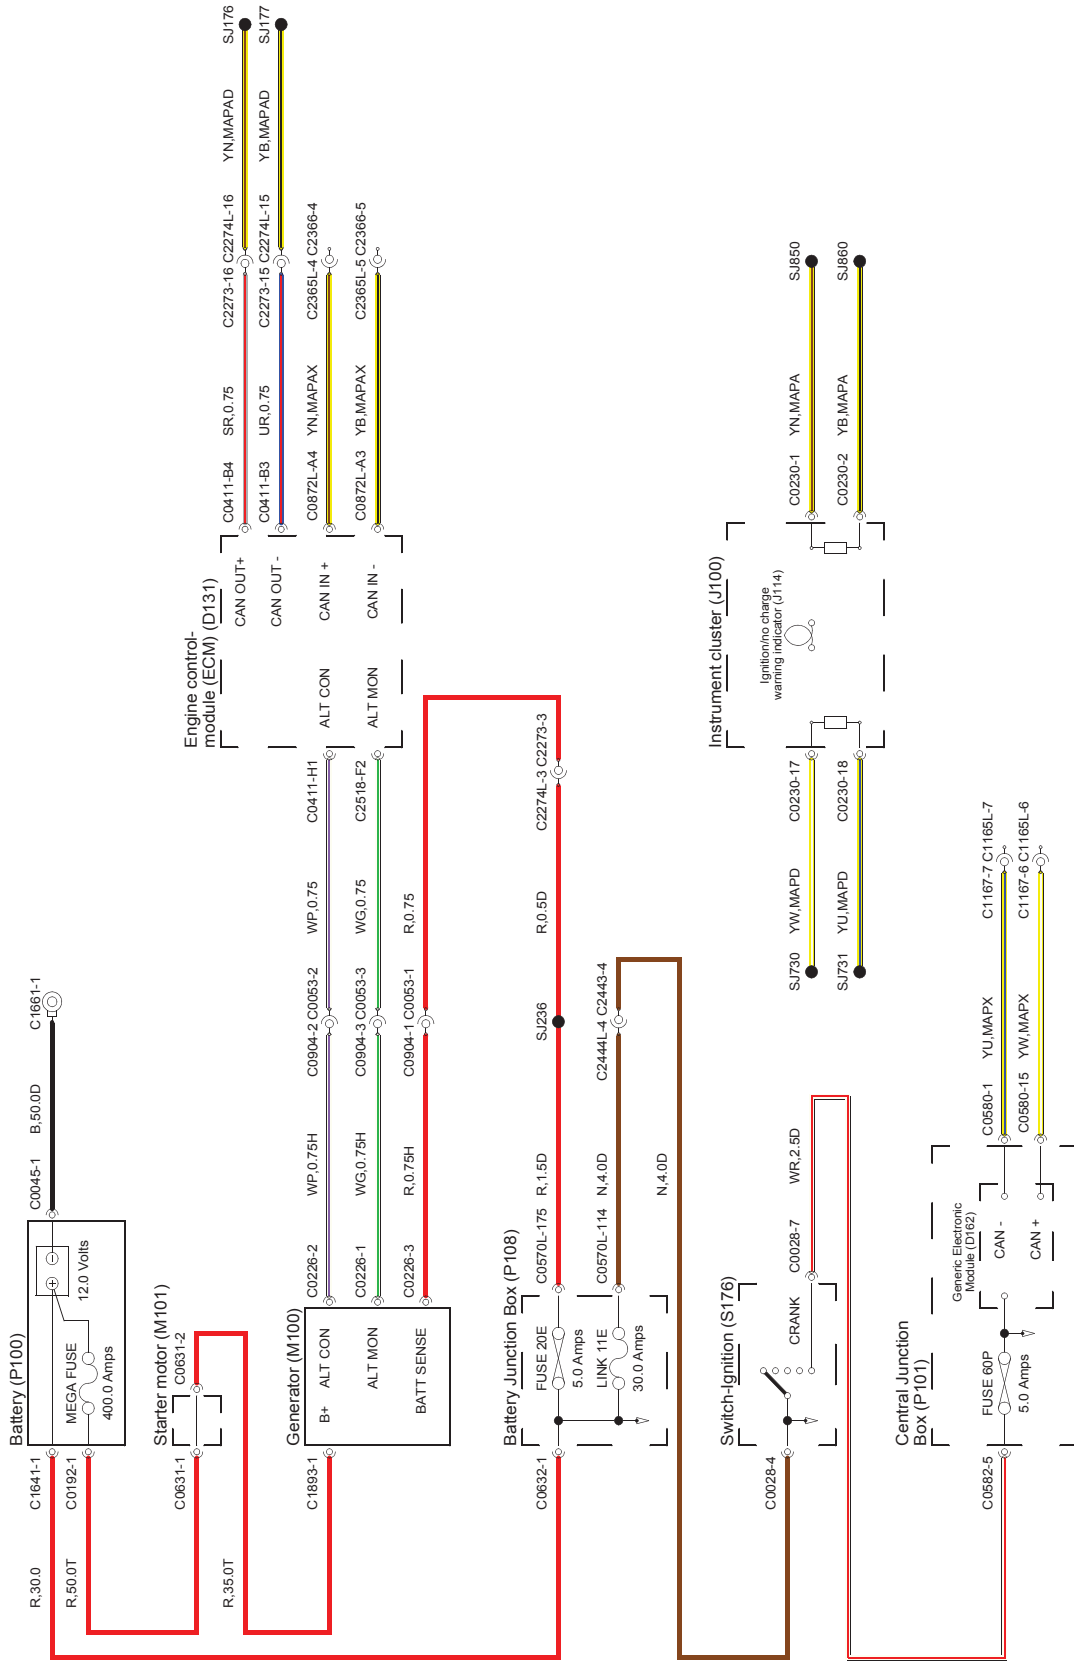 Battery (P100)
C1641-1
R,30.0
C0192-1
R,50.0T
MEGA FUSE
400.0 Amps
12.0 Volts
C0045-1
B,50.0D
C1661-1
Starter motor (M101)
C0631-1
C0631-2
R,35.0T
Generator (M100)
C1893-1
B+
ALT CON
ALT MON
BATT SENSE
C0226-2
WP,0.75H
C0904-2
C0053-2
WP,0.75
C0411-H1
C0226-1
WG,0.75H
C0904-3
C0053-3
WG,0.75
C2518-F2
C0226-3
R,0.75H
C0904-1
C0053-1
R,0.75
Engine control-
module (ECM) (D131)
ALT CON
ALT MON
CAN OUT+
CAN OUT -
CAN IN +
CAN IN -
C0411-B4
SR,0.75
C2273-16
C2274L-16
YN,MAPAD
SJ176
C0411-B3
UR,0.75
C2273-15
C2274L-15
YB,MAPAD
SJ177
C0872L-A4
YN,MAPAX
C2365L-4
C2366-4
C0872L-A3
YB,MAPAX
C2365L-5
C2366-5
Battery Junction Box (P108)
C0632-1
FUSE 20E
5.0 Amps
LINK 11E
30.0 Amps
C0570L-175
R,1.5D
SJ236
R,0.5D
C2274L-3
C2273-3
C0570L-114
N,4.0D
C2444L-4
C2443-4
N,4.0D
Switch-Ignition (S176)
C0028-4
CRANK
C0028-7
WR,2.5D
Instrument cluster (J100)
Ignition/no charge
warning indicator (J114)
SJ730
YW,MAPD
C0230-17
SJ731
YU,MAPD
C0230-18
C0230-1
YN,MAPA
SJ850
C0230-2
YB,MAPA
SJ860
Central Junction
Box (P101)
C0582-5
FUSE 60P
5.0 Amps
Generic Electronic
Module (D162)
CAN -
CAN +
C0580-1
YU,MAPX
C1167-7
C1165L-7
C0580-15
YW,MAPX
C1167-6
C1165L-6